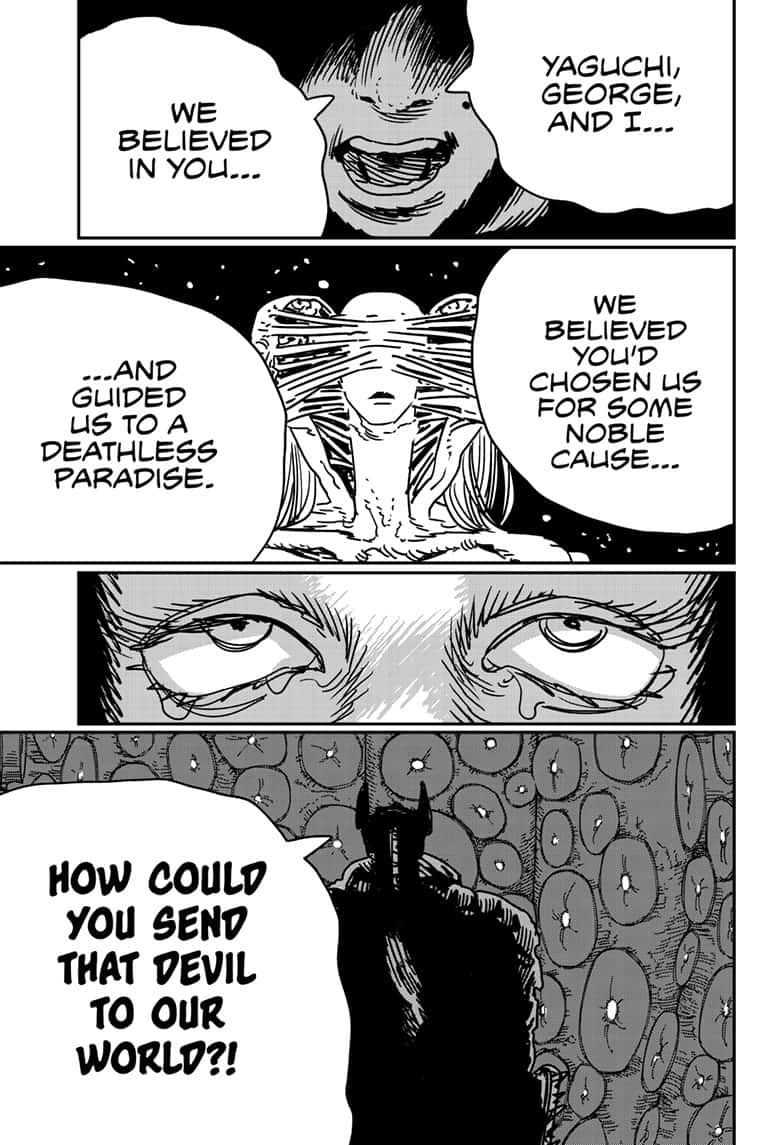 YAGUCHI,
GEORGE,
AND I...
WE
BELIEVED
IN YOU...
WE
BELIEVED
YOU'D
CHOSEN US
FOR SOME
NOBLE
CAUSE...
...AND
GUIDED
US TO A
DEATHLESS
PARADISE.
HOW COULD
YOU SEND
THAT DEVIL
TO OUR
WORLD?!